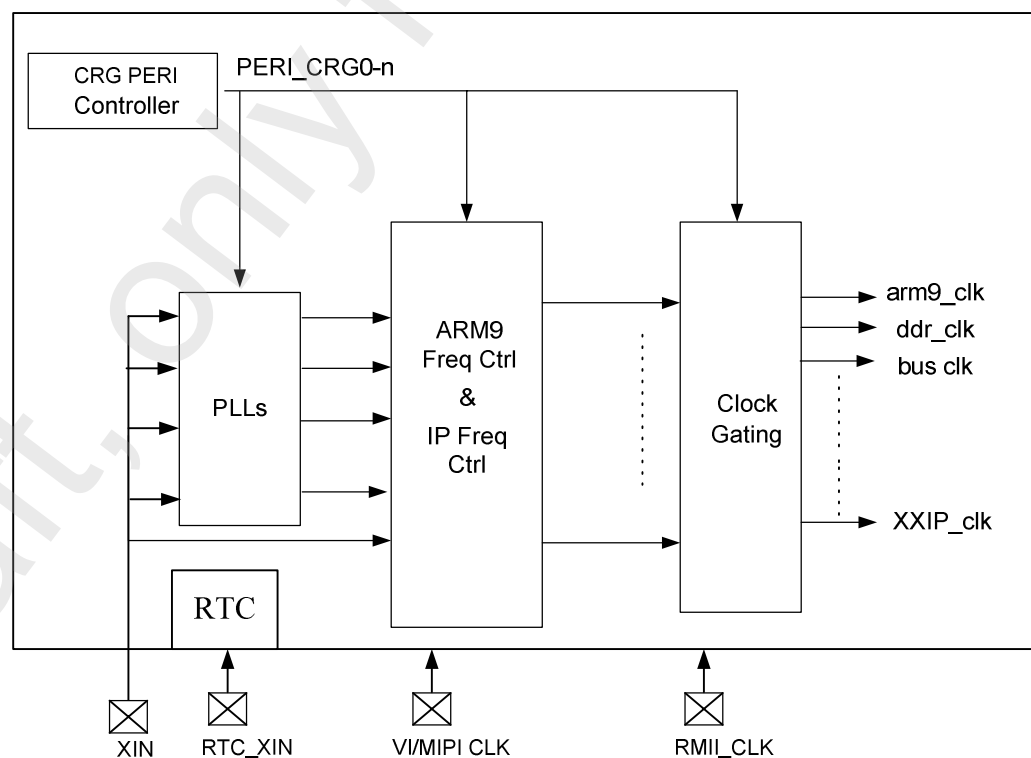 CRG PERI
Controller
PERI_CRG0-n
PLLs
ARM9
Freq Ctrl
&
IP Freq
Ctrl
Clock
Gating
arm9_clk
ddr_clk
bus clk
XXIP_clk
RTC
XIN
RTC_XIN
VI/MIPI CLK
RMII_CLK
only